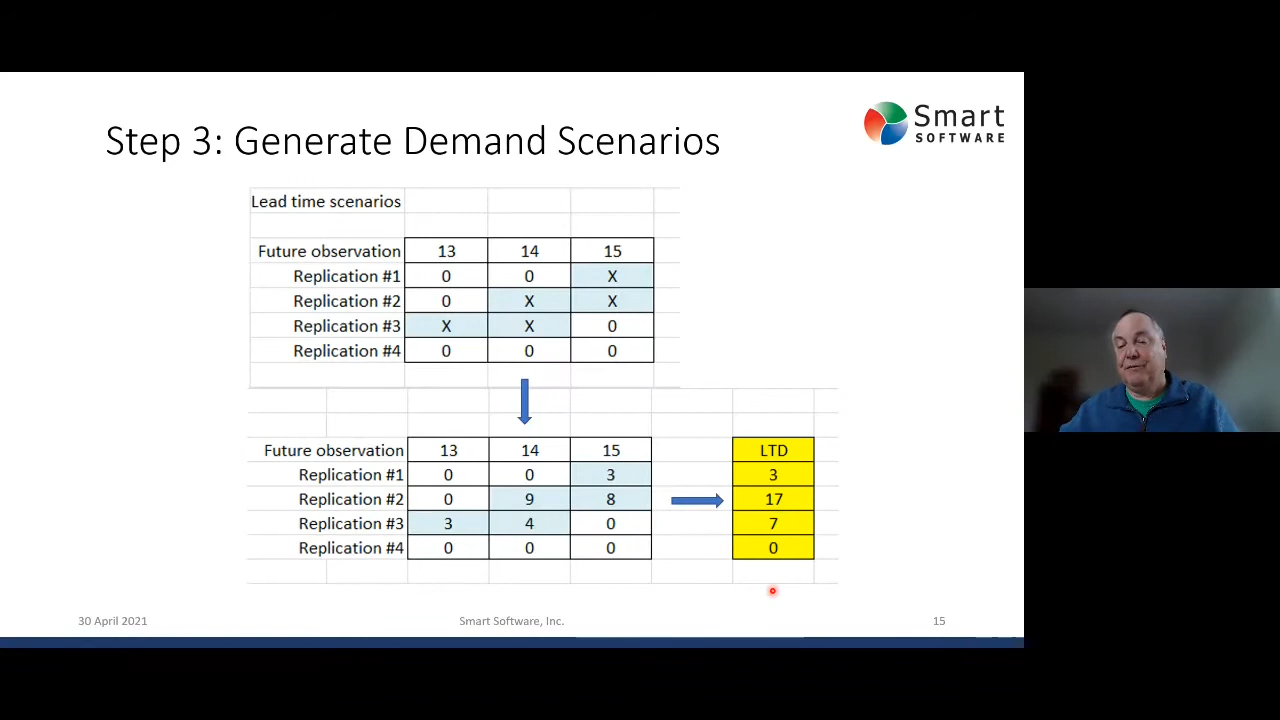 Smart
SOFTWARE
Step 3: Generate Demand Scenarios
Lead time scenarios
Future observation 13 14 15
Replication #1 0 0 X
Replication #2 0 X X
Replication #3 X X 0
Replication #4 0 0 0
Future observation 13 14 15 LTD
Replication #1 0 0 3 3
Replication #2 0 9 8 17
Replication #3 3 4 0 7
Replication #4 0 0 0 0
30 April 2021 Smart Software, Inc. 15